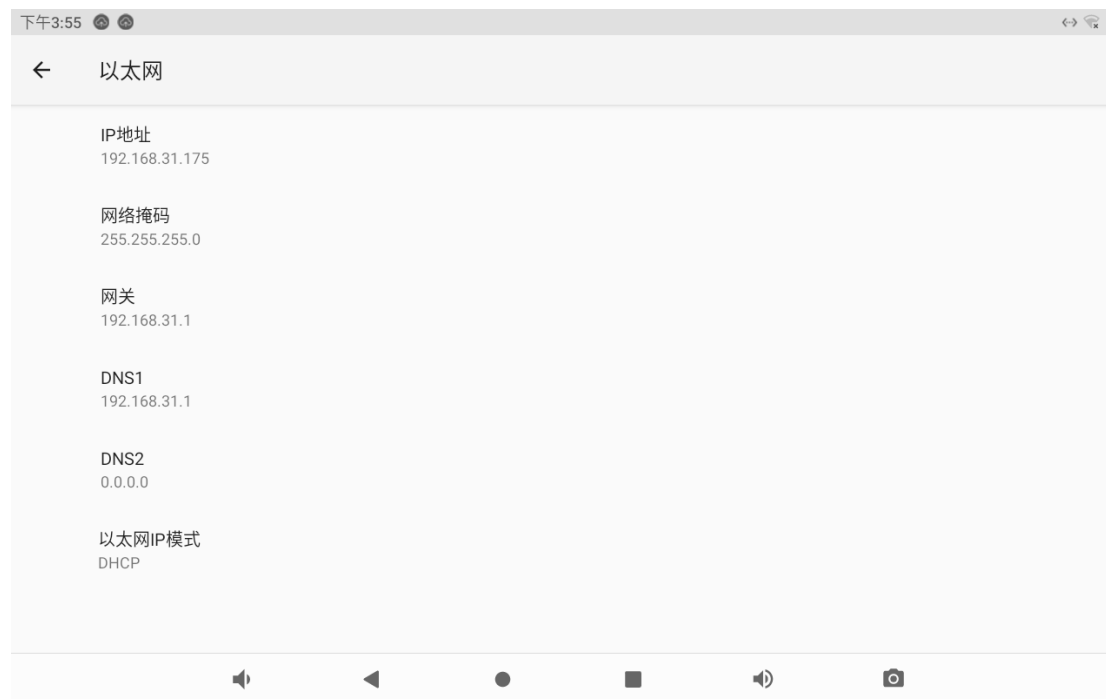 下午3:55
以太网
IP地址
192.168.31.175
网络掩码
255.255.255.0
网关
192.168.31.1
DNS1
192.168.31.1
DNS2
0.0.0.0
以太网IP模式
DHCP